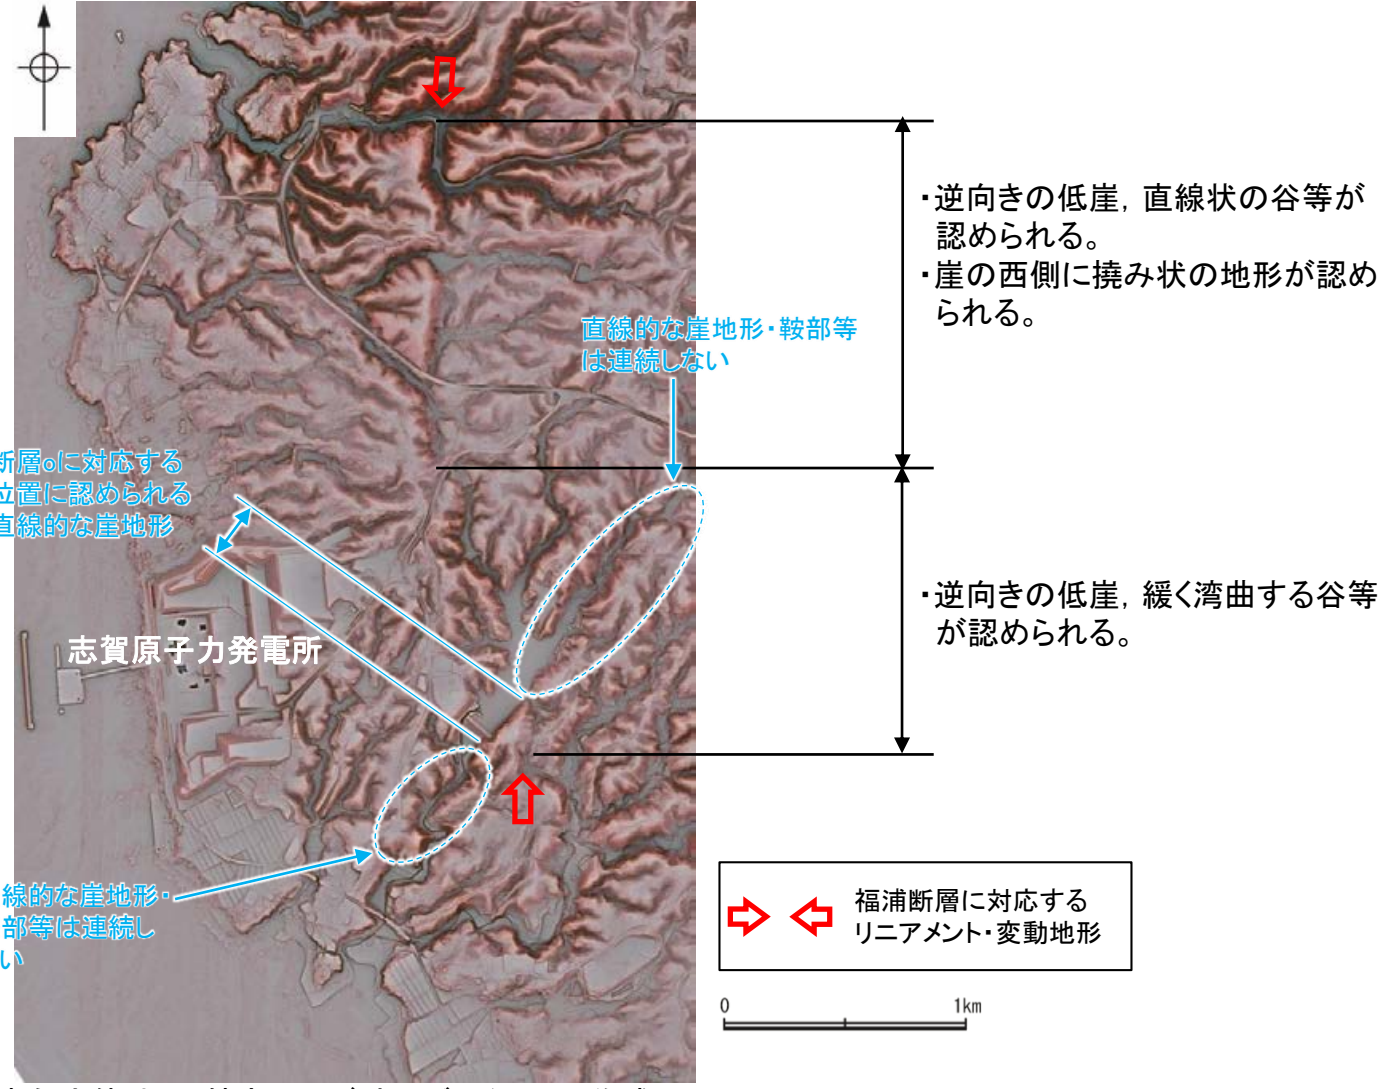 ・逆向きの低崖，直線状の谷等が
認められる。
・崖の西側に撓み状の地形が認め
られる。
直線的な崖地形・鞍部等
は連続しない
断層oに対応する
位置に認められる
直線的な崖地形
・逆向きの低崖，緩く湾曲する谷等
が認められる。
志賀原子力発電所
線的な崖地形・
部等は連続し
い
福浦断層に対応する
リニアメント・変動地形
0 1km